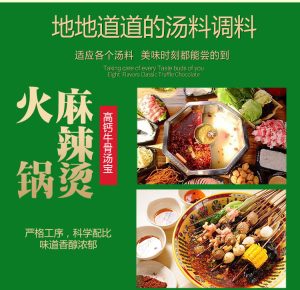 地地道道的汤料调料
适应各个汤料 美味时刻都能尝的到
Taking care of every Taste buds of you
Eight Flavors Classic Truffle Chocolate
火锅
麻辣烫
高钙牛骨汤宝
严格工序，科学配比
味道香醇浓郁